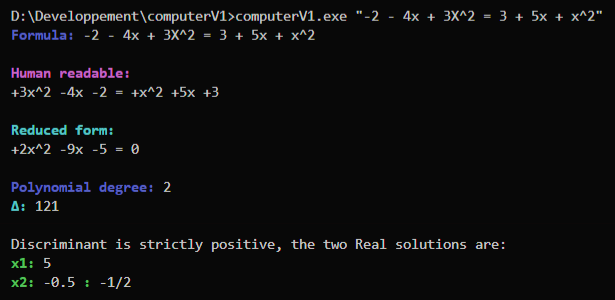 D:\Developpement\computerV1>computerV1.exe "-2 - 4x + 3X^2 = 3 + 5x + x^2"
Formula: -2 - 4x + 3X^2 = 3 + 5x + x^2
Human readable:
+3x^2 -4x -2 = +x^2 +5x +3
Reduced form:
+2x^2 -9x -5 = 0
Polynomial degree: 2
Δ: 121
Discriminant is strictly positive, the two Real solutions are:
x1: 5
x2: -0.5 : -1/2